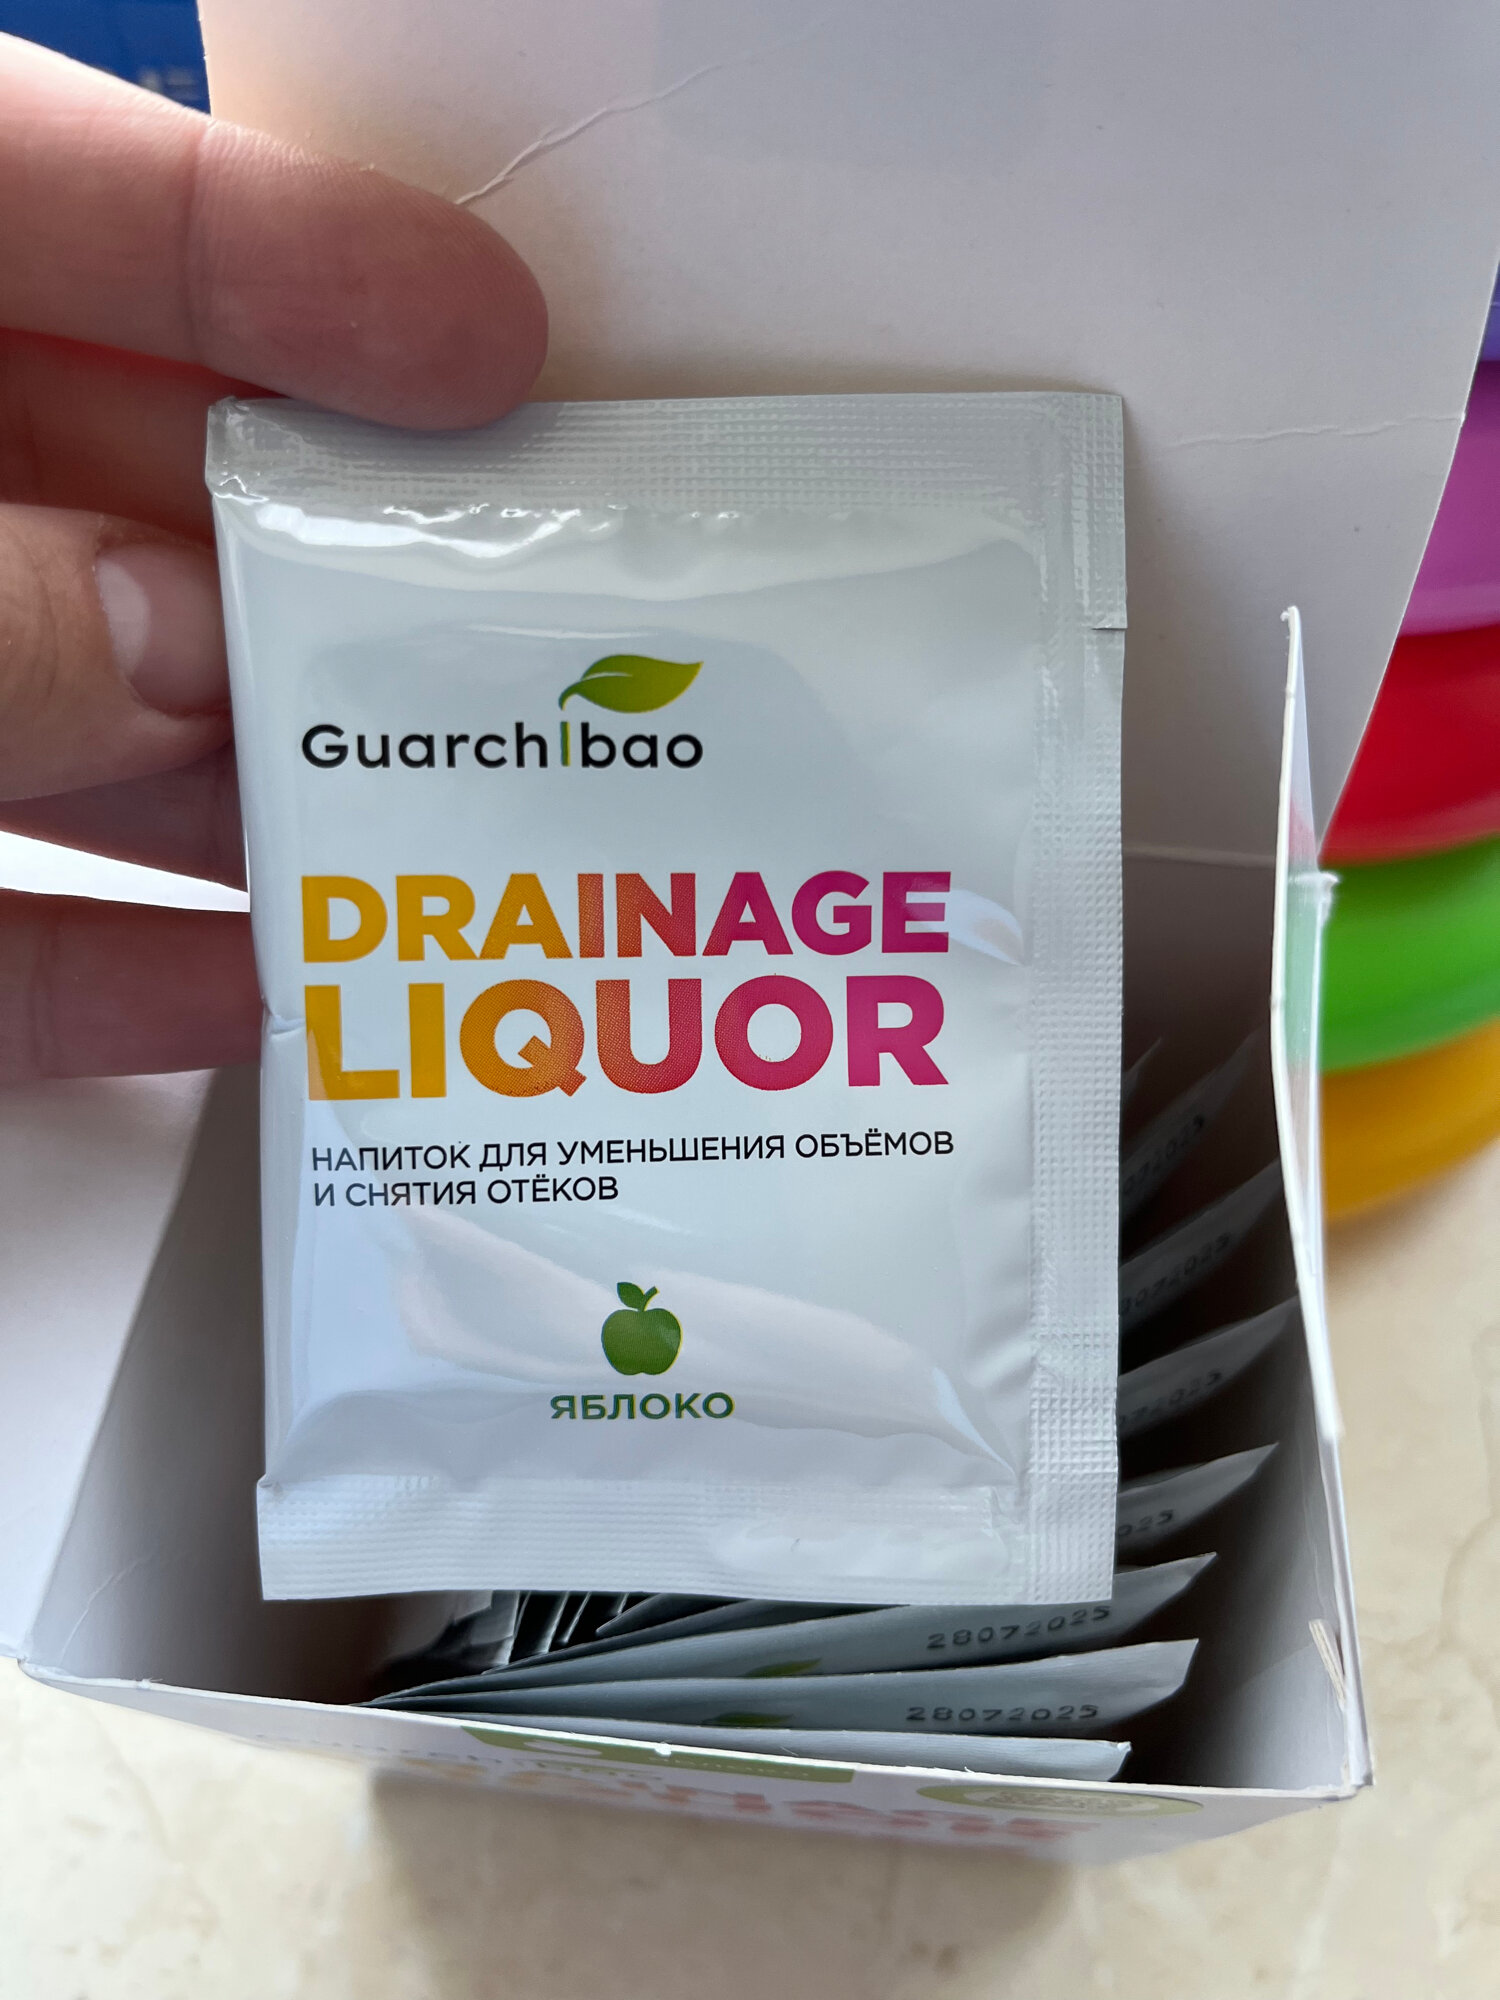 Guarchibao
DRAINAGE
LIQUOR
НАПИТОК ДЛЯ УМЕНЬШЕНИЯ ОБЪЁМОВ
И СНЯТИЯ ОТЁКОВ
ЯБЛОКО
28072025
28072025